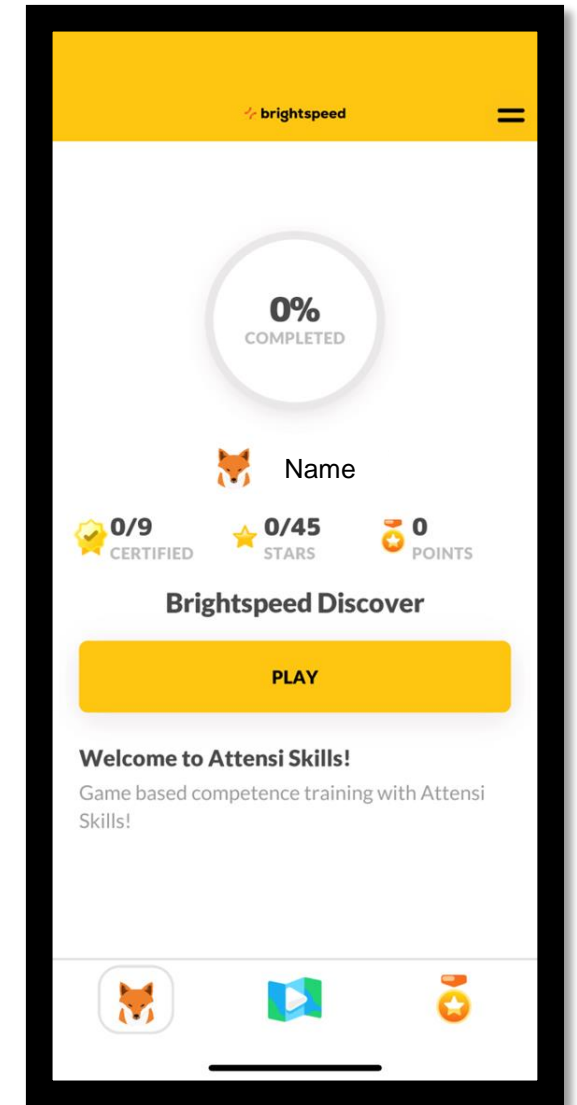 brightspeed
0%
COMPLETED
Name
0/9
CERTIFIED
0/45
STARS
0
POINTS
Brightspeed Discover
PLAY
Welcome to Attensi Skills!
Game based competence training with Attensi
Skills!